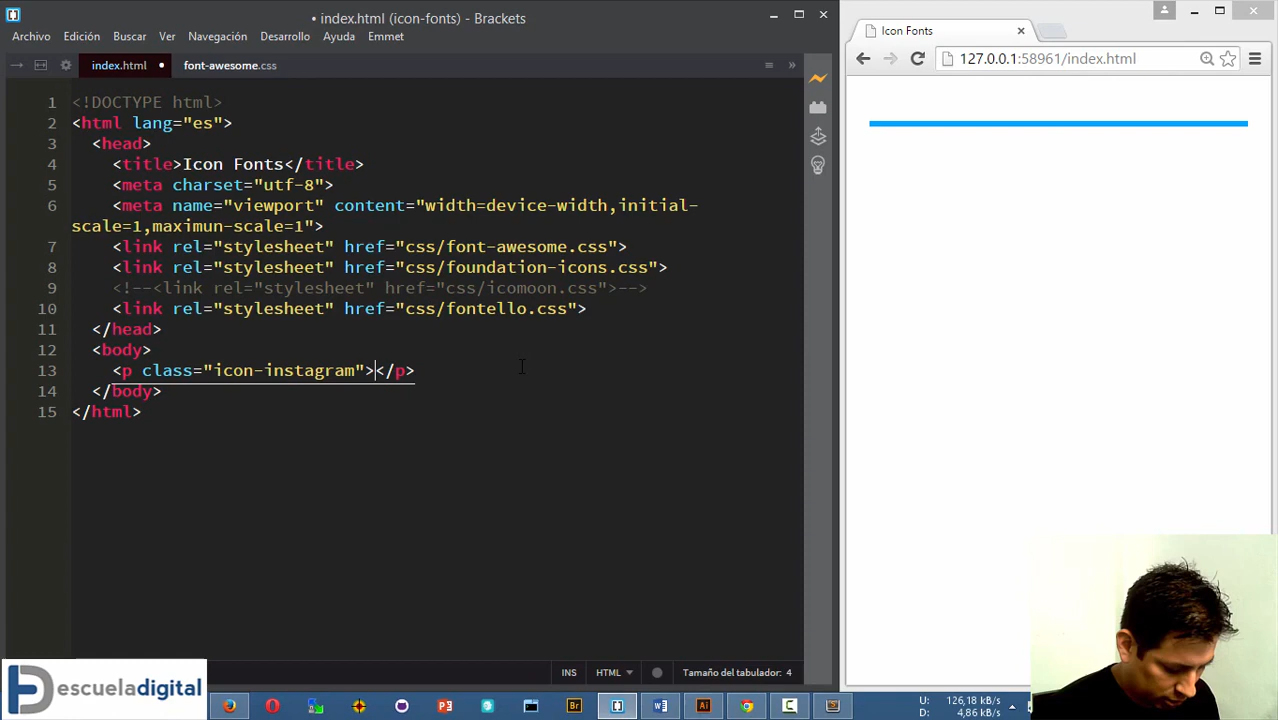 • index.html (icon-fonts) - Brackets
Archivo Edición Buscar Ver Navegación Desarrollo Ayuda Emmet
index.html • font-awesome.css
1 <!DOCTYPE html>
2 <html lang="es">
3 <head>
4 <title>Icon Fonts</title>
5 <meta charset="utf-8">
6 <meta name="viewport" content="width=device-width,initial-
scale=1,maximun-scale=1">
7 <link rel="stylesheet" href="css/font-awesome.css">
8 <link rel="stylesheet" href="css/foundation-icons.css">
9 <!--<link rel="stylesheet" href="css/icomoon.css">-->
10 <link rel="stylesheet" href="css/fontello.css">
11 </head>
12 <body>
13 <p class="icon-instagram"></p>
14 </body>
15 </html>
INS HTML Tamaño del tabulador: 4
Icon Fonts
127.0.0.1:58961/index.html
escueladigital
Br
P3
W
Ai
U: 126,18 kB/s
D: 4,86 kB/s